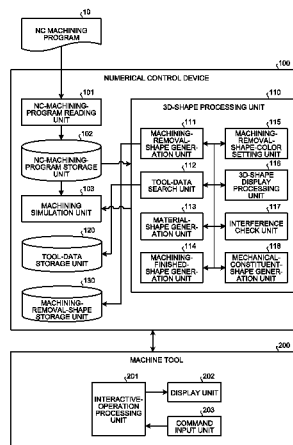 10
NC MACHINING
PROGRAM
100
NUMERICAL CONTROL DEVICE
101
NC-MACHINING-
PROGRAM READING
UNIT
102
NC-MACHINING-
PROGRAM STORAGE
UNIT
103
MACHINING
SIMULATION UNIT
120
TOOL-DATA
STORAGE UNIT
130
MACHINING-
REMOVAL-SHAPE
STORAGE UNIT
110
3D-SHAPE PROCESSING UNIT
111
MACHINING-
REMOVAL-SHAPE
GENERATION
UNIT
112
TOOL-DATA
SEARCH UNIT
113
MATERIAL-
SHAPE GENER-
ATION UNIT
114
MACHINING-
FINISHED-
SHAPE GENER-
ATION UNIT
115
MACHINING-
REMOVAL-
SHAPE-COLOR
SETTING UNIT
116
3D-SHAPE
DISPLAY
PROCESSING
UNIT
117
INTERFERENCE
CHECK UNIT
118
MECHANICAL-
CONSTITUENT-
SHAPE GENERA-
TION UNIT
200
MACHINE TOOL
201
INTERACTIVE-
OPERATION
PROCESSING
UNIT
202
DISPLAY UNIT
203
COMMAND
INPUT UNIT